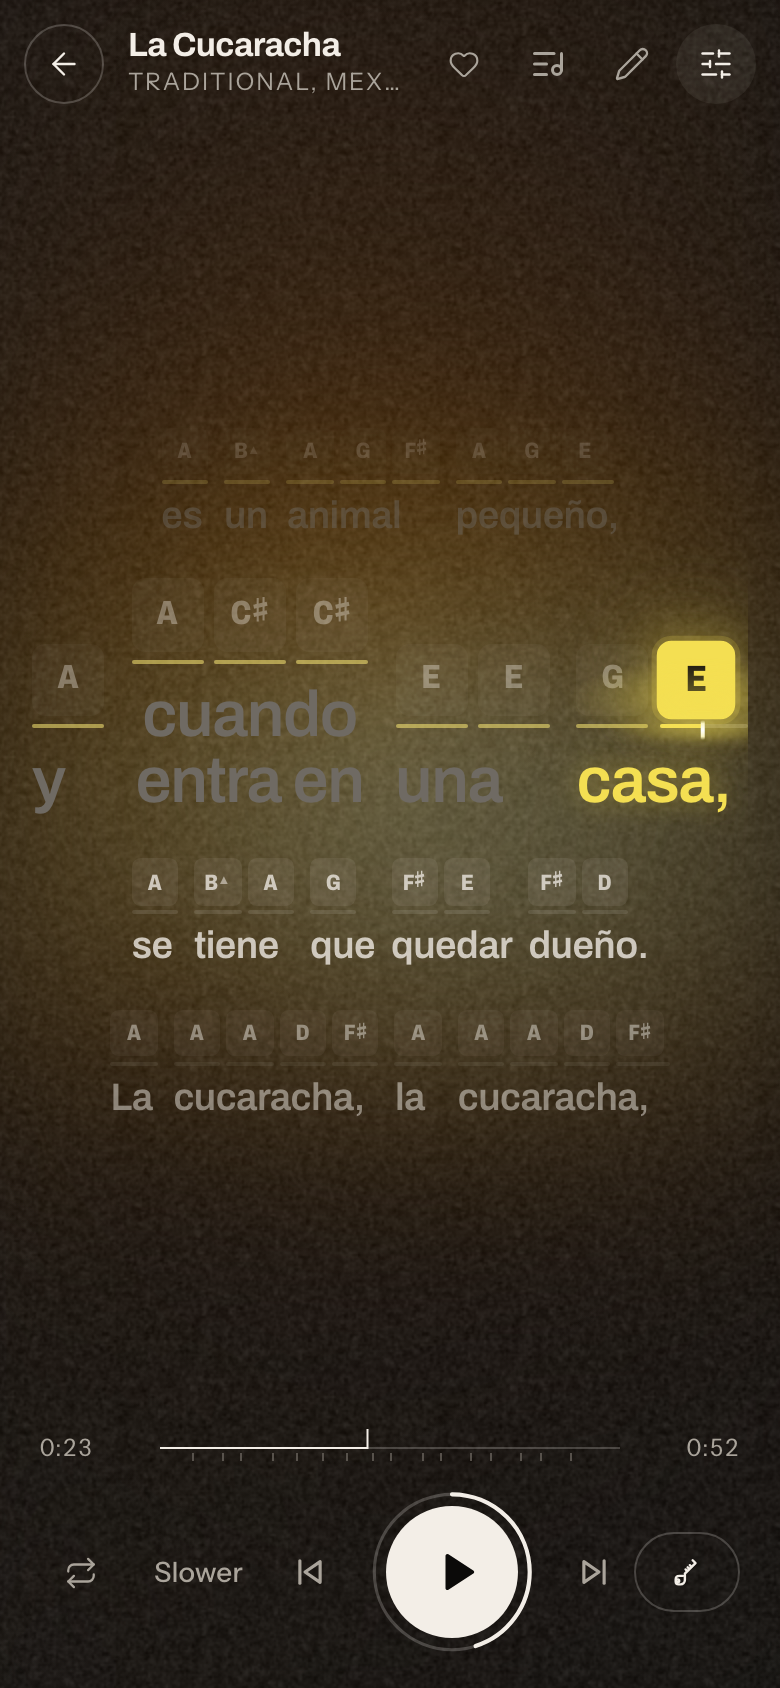 La Cucaracha
TRADITIONAL, MEX...
A B▲ A G F♯ A G E
es un animal pequeño,
A C♯ C♯
A E E G E
cuando
y entra en una casa,
A B▲ A G F♯ E F♯ D
se tiene que quedar dueño.
A A A D F♯ A A A D F♯
La cucaracha, la cucaracha,
0:23 0:52
Slower